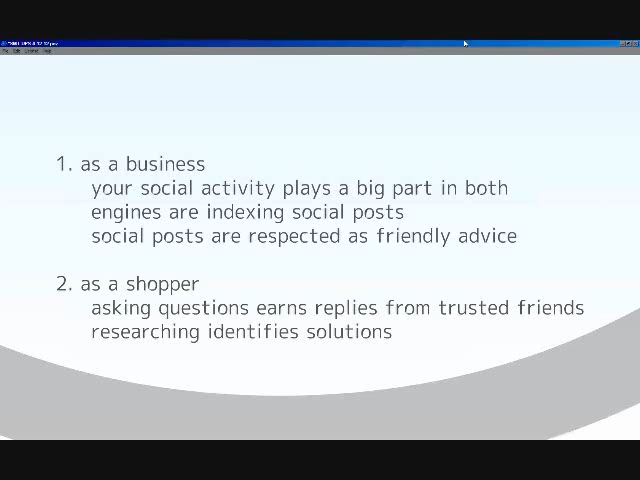 1. as a business
your social activity plays a big part in both
engines are indexing social posts
social posts are respected as friendly advice
2. as a shopper
asking questions earns replies from trusted friends
researching identifies solutions